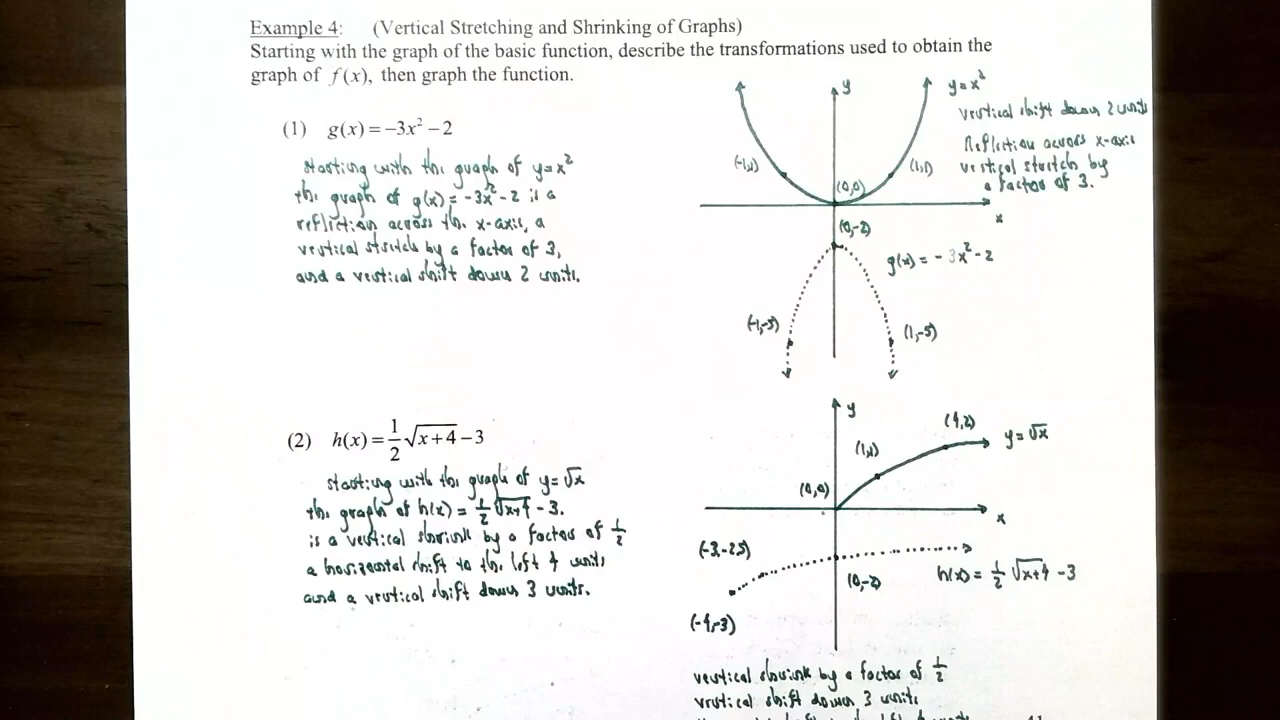 Example 4: (Vertical Stretching and Shrinking of Graphs)
Starting with the graph of the basic function, describe the transformations used to obtain the
graph of f(x), then graph the function.
(1) g(x) = −3x² − 2
starting with the graph of y=x²
the graph of g(x) = -3x² - 2 is a
reflection across the x-axis, a
vertical stretch by a factor of 3,
and a vertical shift down 2 units.
y
y=x²
vertical shift down 2 units
Reflection across x-axis
vertical stretch by
a factor of 3.
(-1,1)
(1,1)
(0,0)
x
(0,-2)
g(x) = - 3x² - 2
(-1,-5)
(1,-5)
(2) h(x) = 1/2 √(x+4) − 3
starting with the graph of y = √x
the graph of h(x) = 1/2 √(x+4) - 3.
is a vertical shrink by a factor of 1/2
a horizontal shift to the left 4 units
and a vertical shift down 3 units.
y
(4,2)
y = √x
(1,1)
(0,0)
x
(-3,-2.5)
(0,-2)
h(x) = 1/2 √(x+4) - 3
(-4,-3)
vertical shrink by a factor of 1/2
vertical shift down 3 units